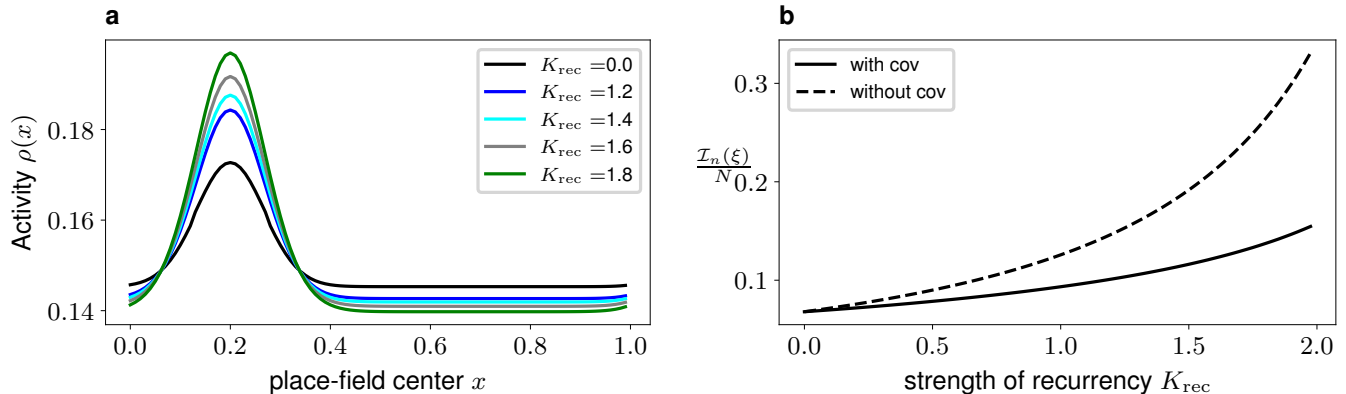 a
Activity ρ(x)
0.18
0.16
0.14
K_rec =0.0
K_rec =1.2
K_rec =1.4
K_rec =1.6
K_rec =1.8
0.0 0.2 0.4 0.6 0.8 1.0
place-field center x
b
I_n(ξ)/N
0.3
0.2
0.1
with cov
without cov
0.0 0.5 1.0 1.5 2.0
strength of recurrency K_rec